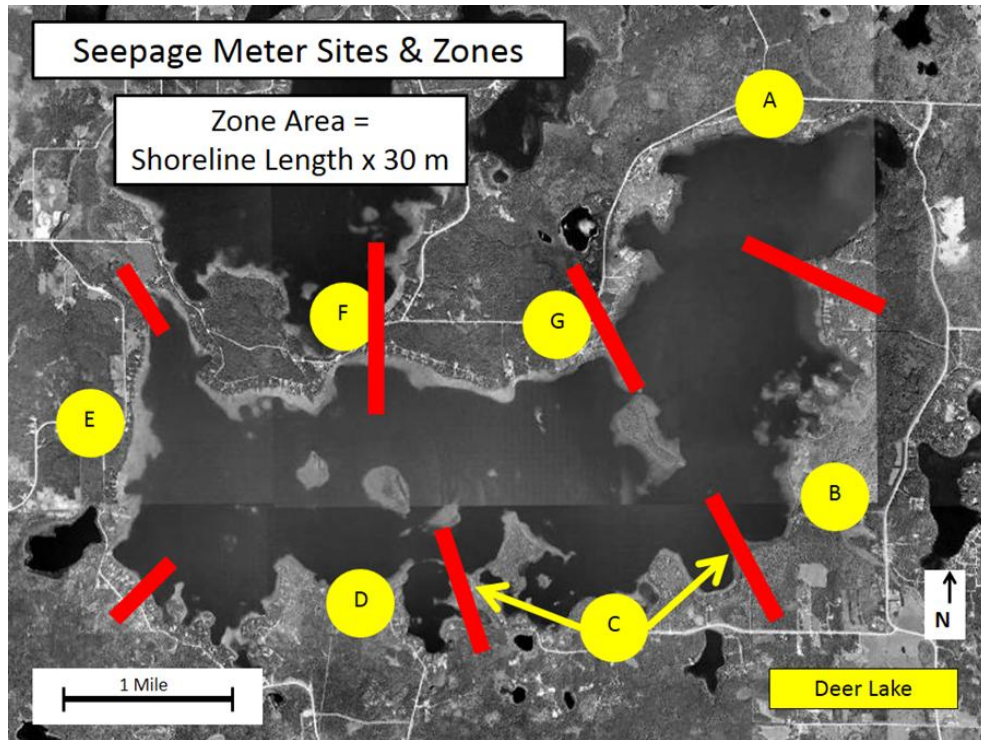 Seepage Meter Sites & Zones
Zone Area =
Shoreline Length x 30 m
A
F
G
E
B
D
C
N
1 Mile
Deer Lake